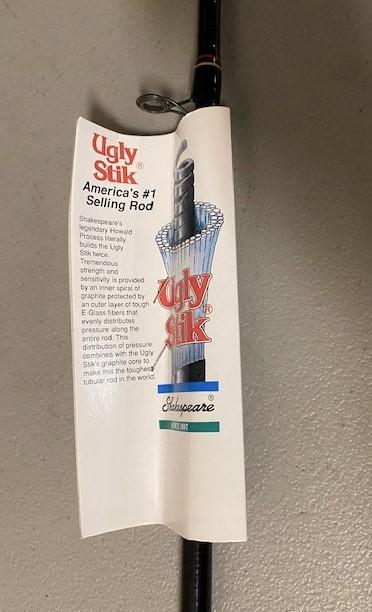 Ugly
Stik®
America's #1
Selling Rod
Shakespeare's
legendary Howald
Process literally
builds the Ugly
Stik twice.
Tremendous
strength and
sensitivity is provided
by an inner spiral of
graphite protected by
an outer layer of tough
E-Glass fibers that
evenly distributes
pressure along the
entire rod. This
distribution of pressure
combines with the Ugly
Stik's graphite core to
make this the toughest
tubular rod in the world.
Ugly
Stik®
Shakespeare®
SINCE 1897